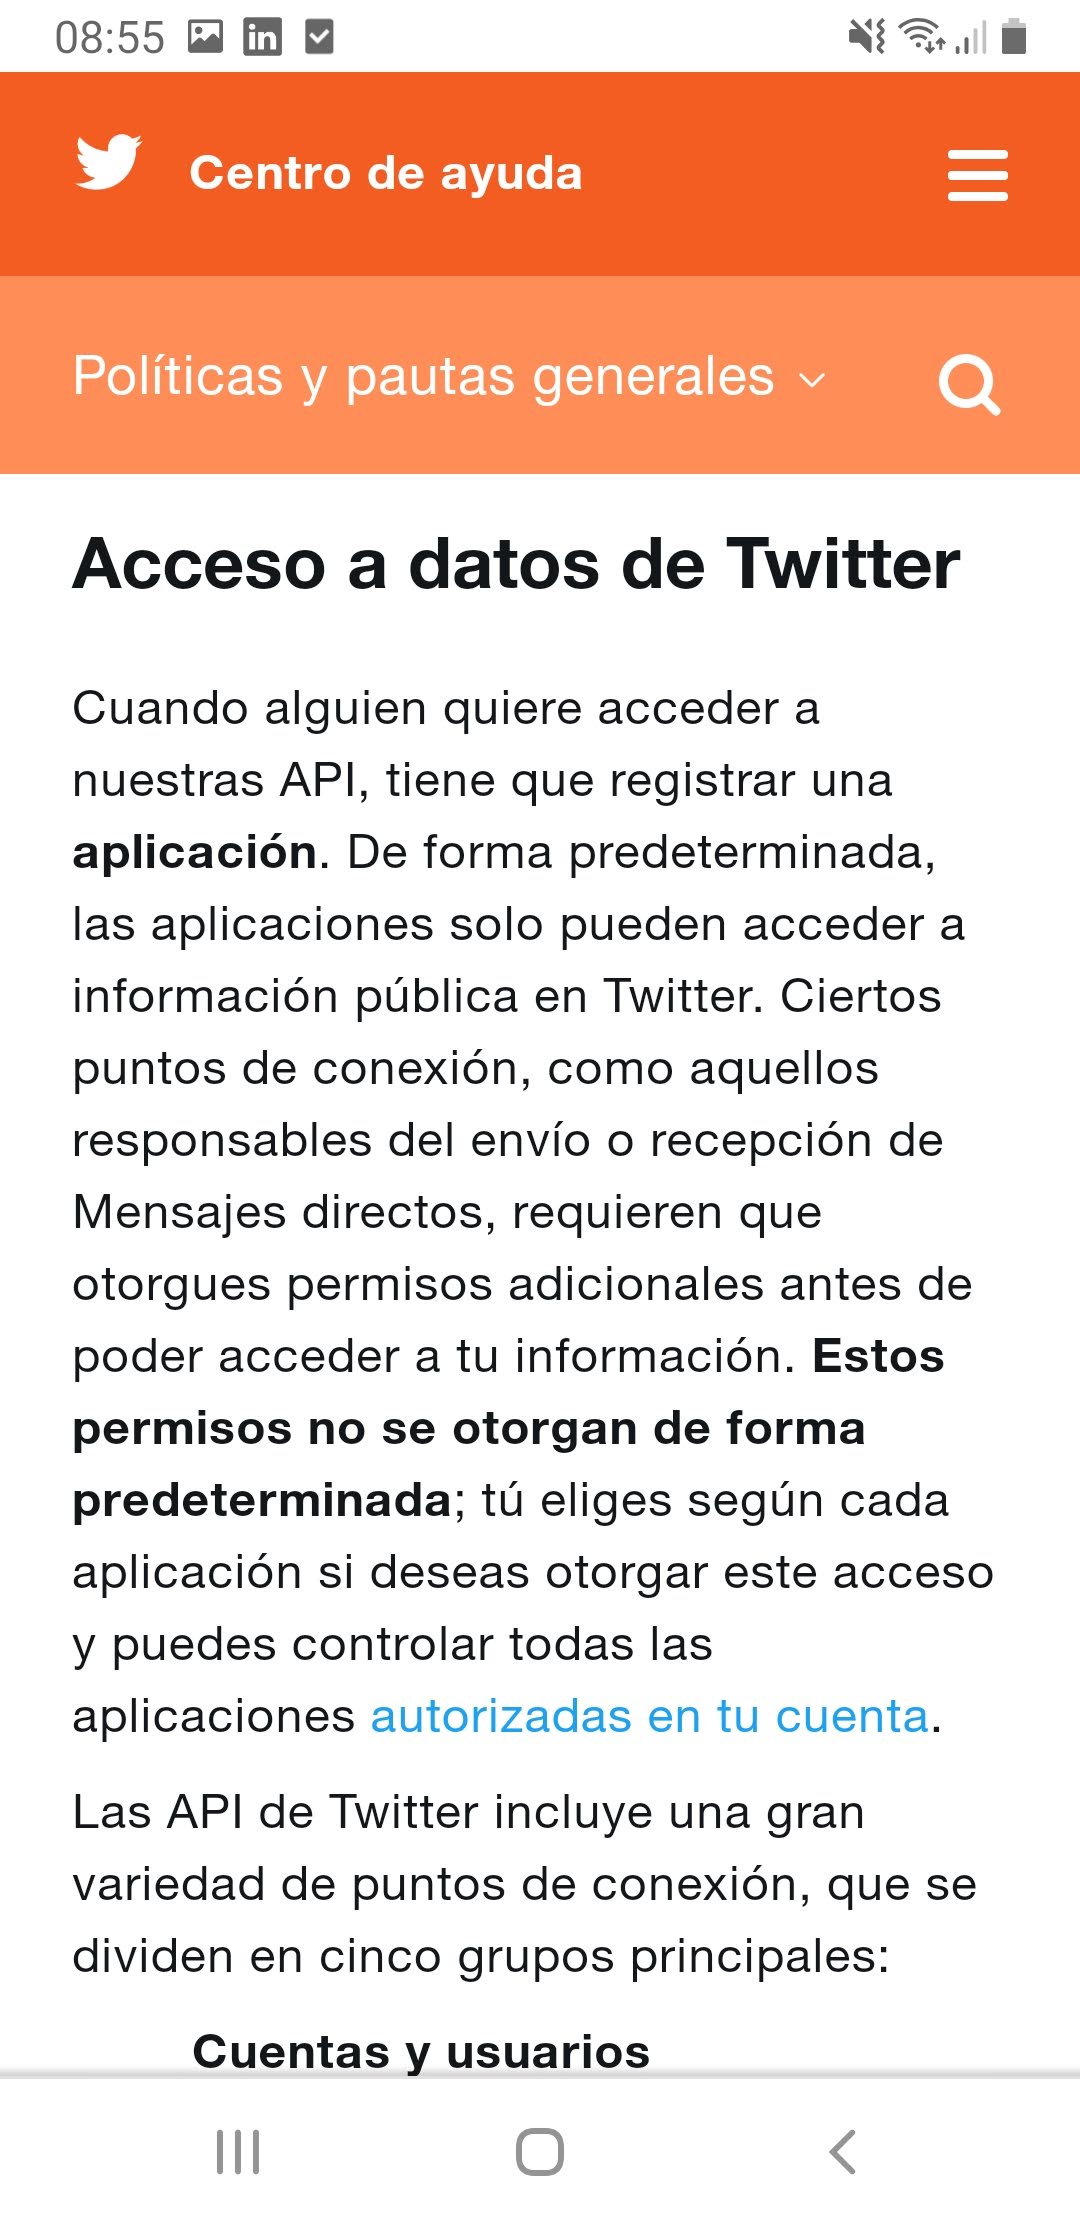 08:55
Centro de ayuda
Políticas y pautas generales
Acceso a datos de Twitter
Cuando alguien quiere acceder a
nuestras API, tiene que registrar una
aplicación. De forma predeterminada,
las aplicaciones solo pueden acceder a
información pública en Twitter. Ciertos
puntos de conexión, como aquellos
responsables del envío o recepción de
Mensajes directos, requieren que
otorgues permisos adicionales antes de
poder acceder a tu información. Estos
permisos no se otorgan de forma
predeterminada; tú eliges según cada
aplicación si deseas otorgar este acceso
y puedes controlar todas las
aplicaciones autorizadas en tu cuenta.
Las API de Twitter incluye una gran
variedad de puntos de conexión, que se
dividen en cinco grupos principales:
Cuentas y usuarios